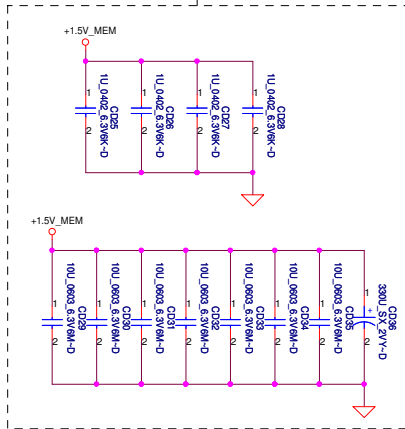 +1.5V_MEM
1
2
CD25
1U_0402_6.3V6K~D
1
2
CD26
1U_0402_6.3V6K~D
1
2
CD27
1U_0402_6.3V6K~D
1
2
CD28
1U_0402_6.3V6K~D
+1.5V_MEM
1
2
CD29
10U_0603_6.3V6M~D
1
2
CD30
10U_0603_6.3V6M~D
1
2
CD31
10U_0603_6.3V6M~D
1
2
CD32
10U_0603_6.3V6M~D
1
2
CD33
10U_0603_6.3V6M~D
1
2
CD34
10U_0603_6.3V6M~D
1
2
CD35
10U_0603_6.3V6M~D
1
+
2
CD36
330U_SX_2VY~D